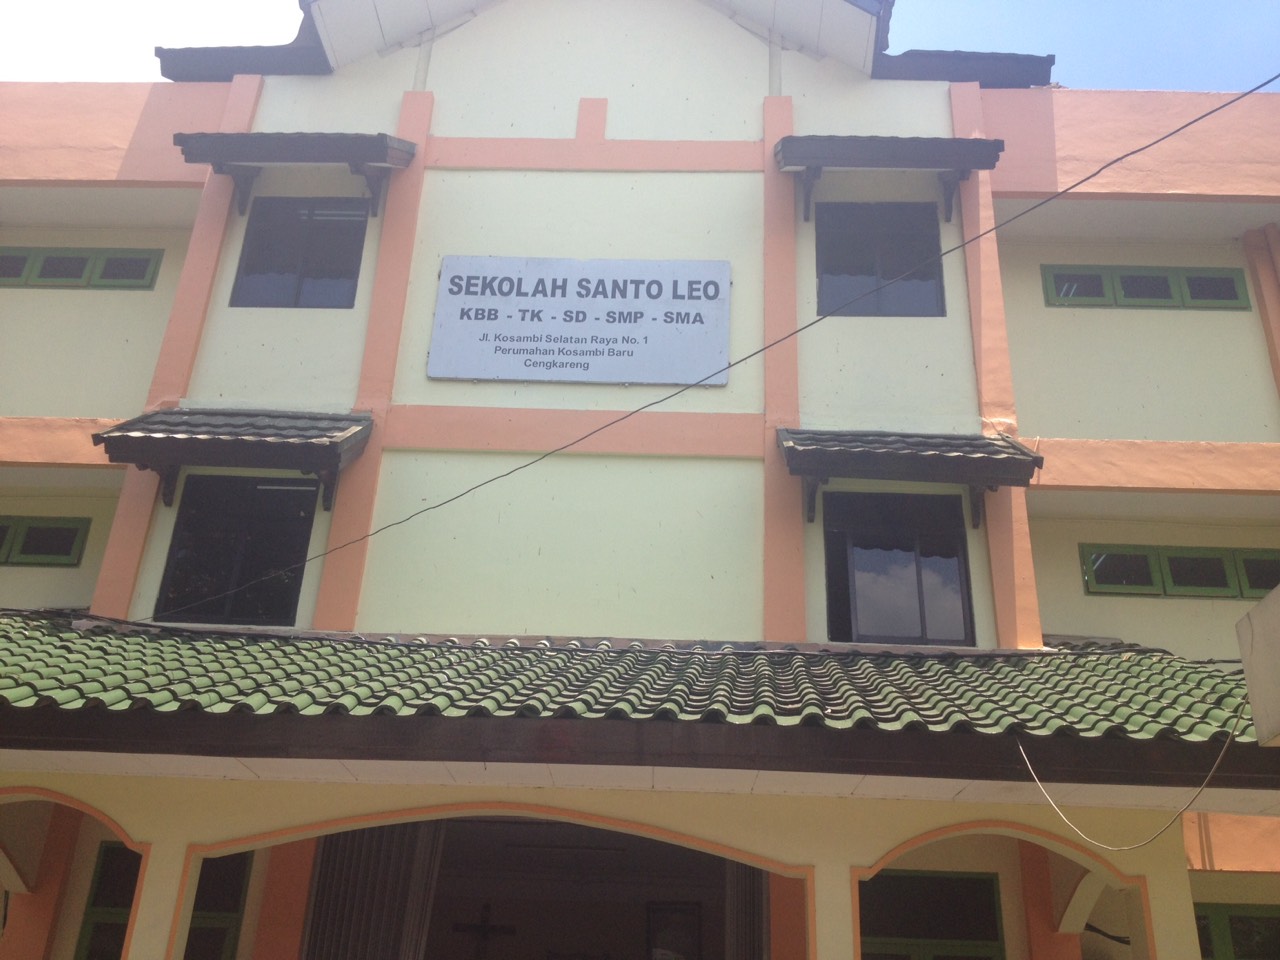 SEKOLAH SANTO LEO
KBB - TK - SD - SMP - SMA
Jl. Kosambi Selatan Raya No. 1
Perumahan Kosambi Baru
Cengkareng